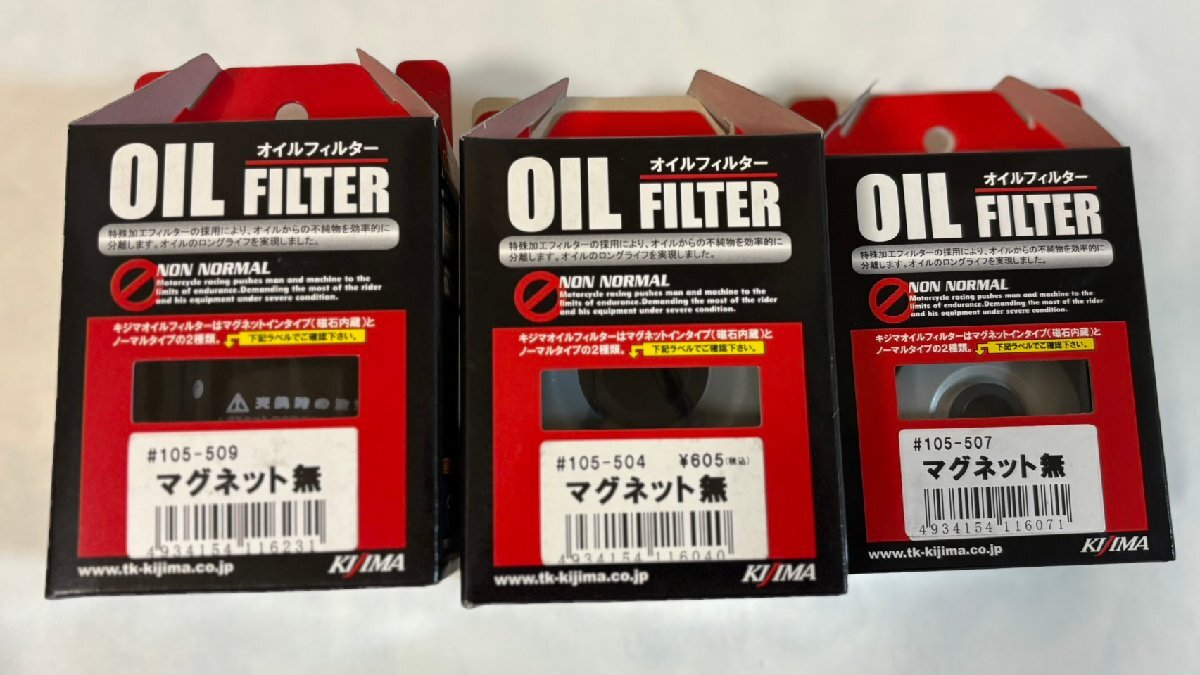 OIL
オイルフィルター
FILTER
特殊加工フィルターの採用により、オイルからの不純物を効率的に
分離します。オイルのロングライフを実現しました。
NON NORMAL
Motorcycle racing pushes man and machine to the
limits of endurance.Demanding the most of the rider
and his equipment under severe condition.
キジマオイルフィルターはマグネットインタイプ(磁石内蔵)と
ノーマルタイプの2種類。 下記ラベルでご確認下さい。
交換時の
#105-509
マグネット無
4934154 116231
www.tk-kijima.co.jp KIJIMA
OIL
オイルフィルター
FILTER
特殊加工フィルターの採用により、オイルからの不純物を効率的に
分離します。オイルのロングライフを実現しました。
NON NORMAL
Motorcycle racing pushes man and machine to the
limits of endurance.Demanding the most of the rider
and his equipment under severe condition.
キジマオイルフィルターはマグネットインタイプ(磁石内蔵)と
ノーマルタイプの2種類。 下記ラベルでご確認下さい。
#105-504 ¥605(税込)
マグネット無
4934154 116040
www.tk-kijima.co.jp KIJIMA
OIL
オイルフィルター
FILTER
特殊加工フィルターの採用により、オイルからの不純物を効率的に
分離します。オイルのロングライフを実現しました。
NON NORMAL
Motorcycle racing pushes man and machine to the
limits of endurance.Demanding the most of the rider
and his equipment under severe condition.
キジマオイルフィルターはマグネットインタイプ(磁石内蔵)と
ノーマルタイプの2種類。 下記ラベルでご確認下さい。
#105-507
マグネット無
4934154 116071
www.tk-kijima.co.jp KIJIMA